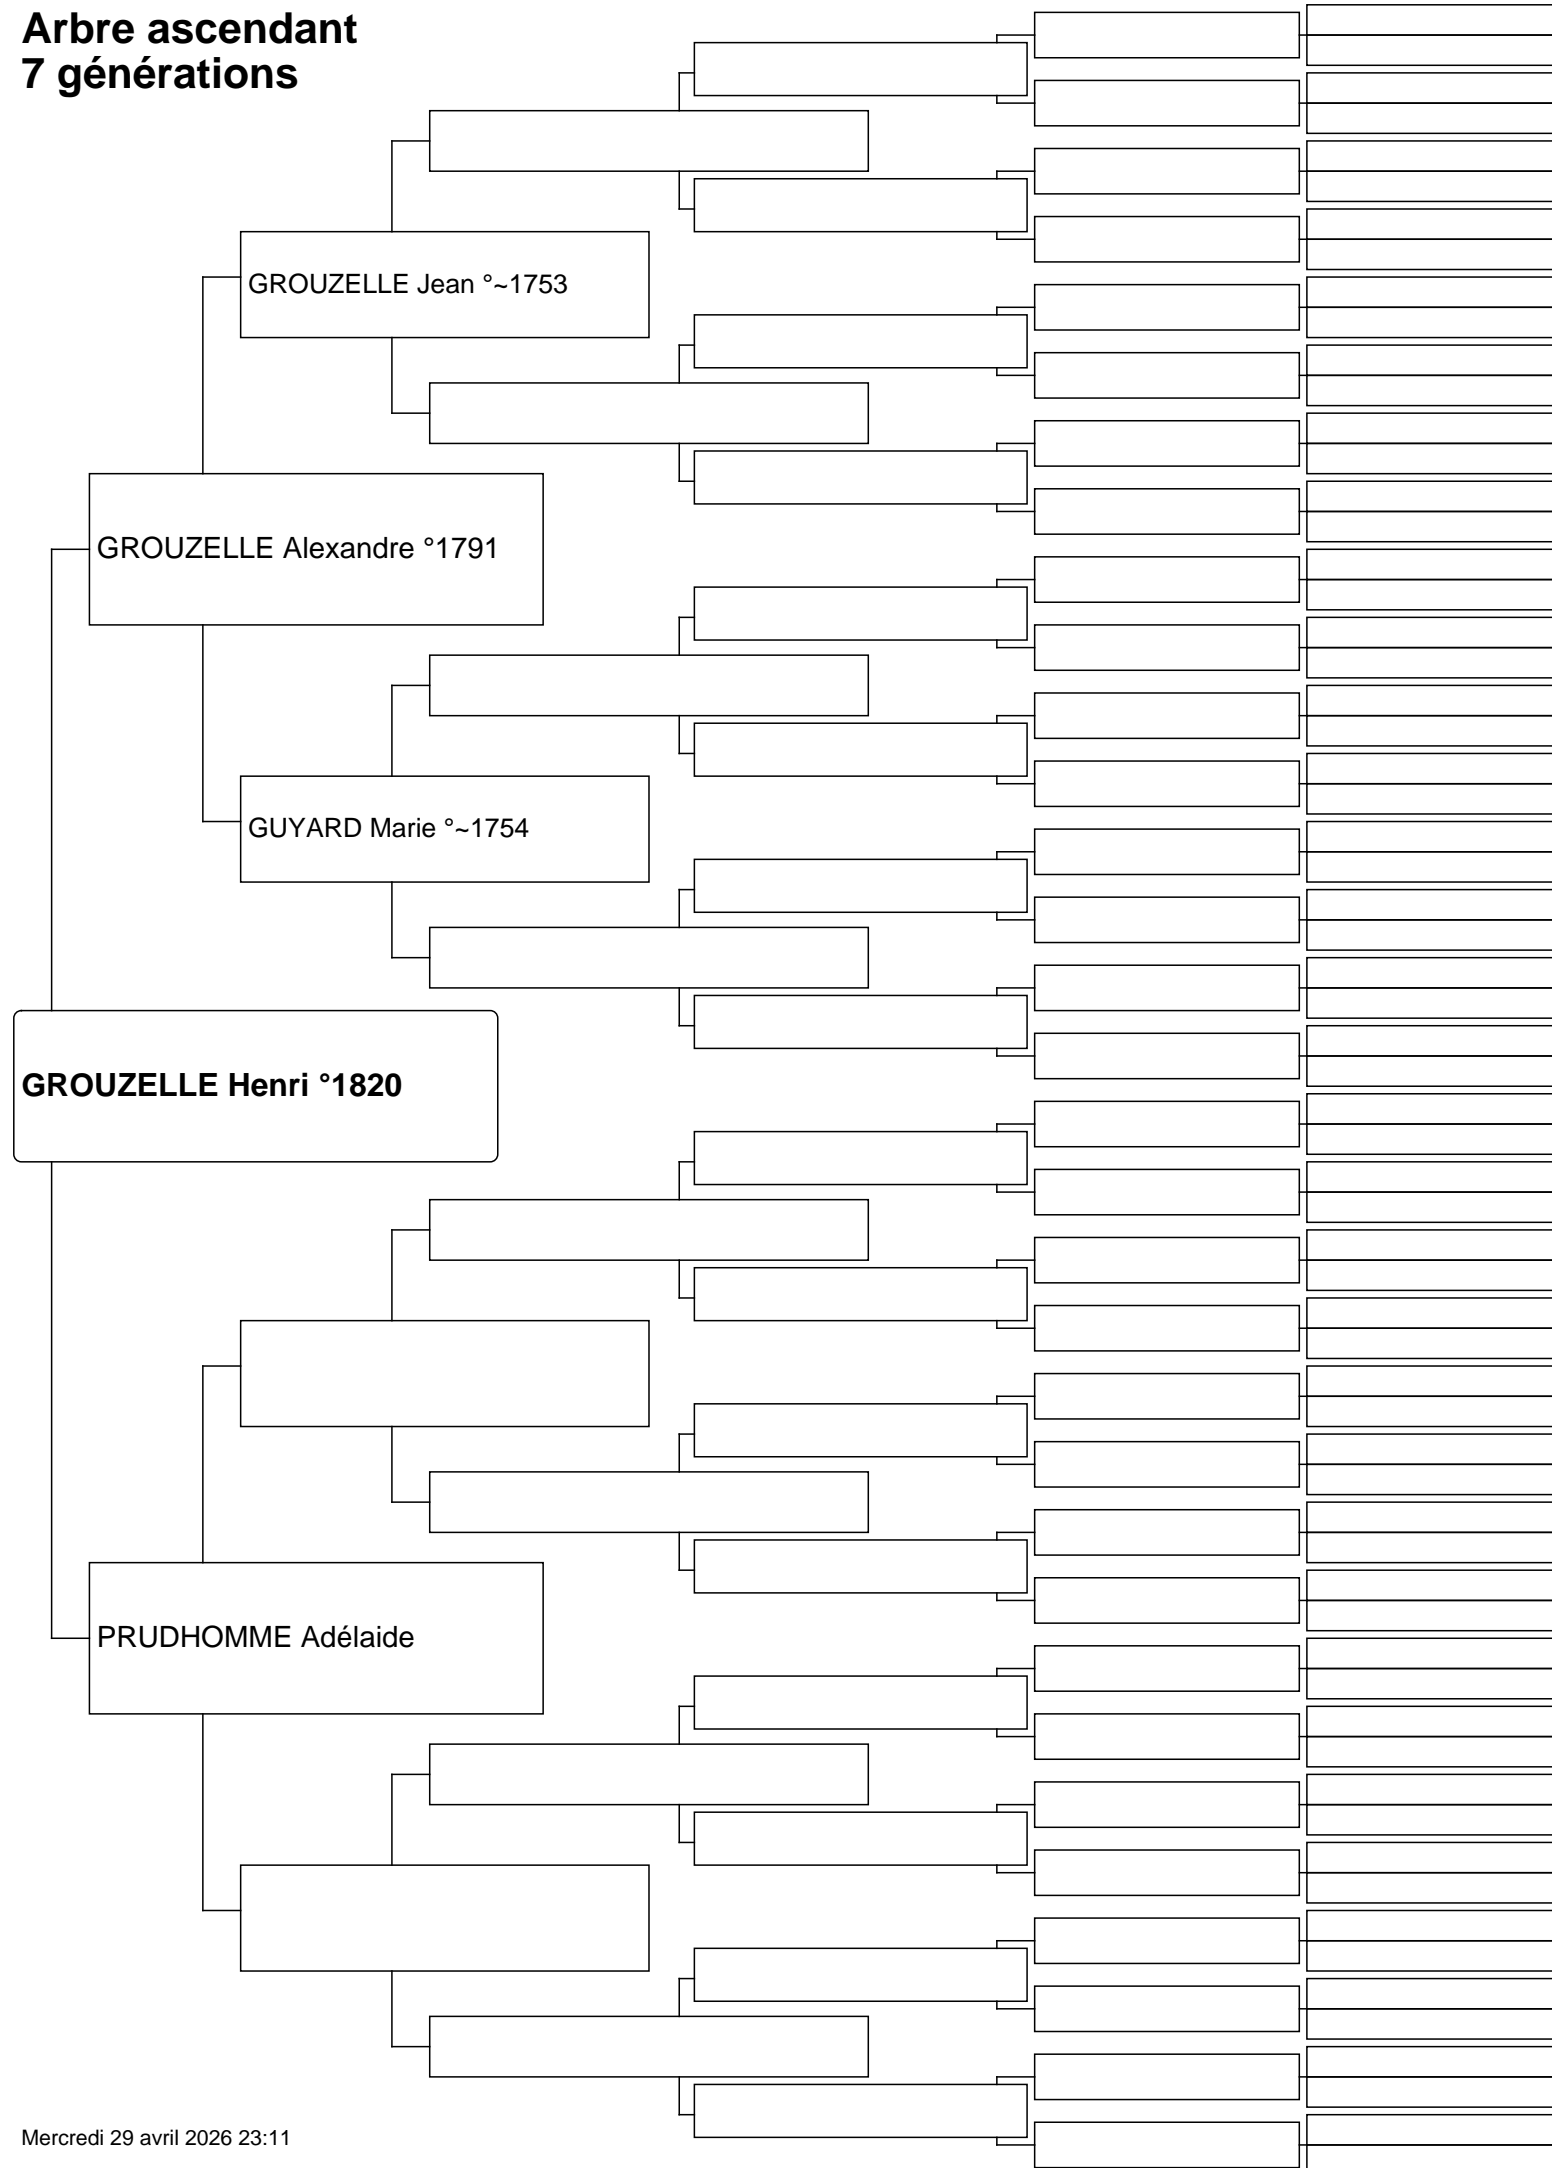 Arbre ascendant
7 générations
GROUZELLE Jean °~1753
GROUZELLE Alexandre °1791
GUYARD Marie °~1754
GROUZELLE Henri °1820
PRUDHOMME Adélaide
Mercredi 29 avril 2026 23:11